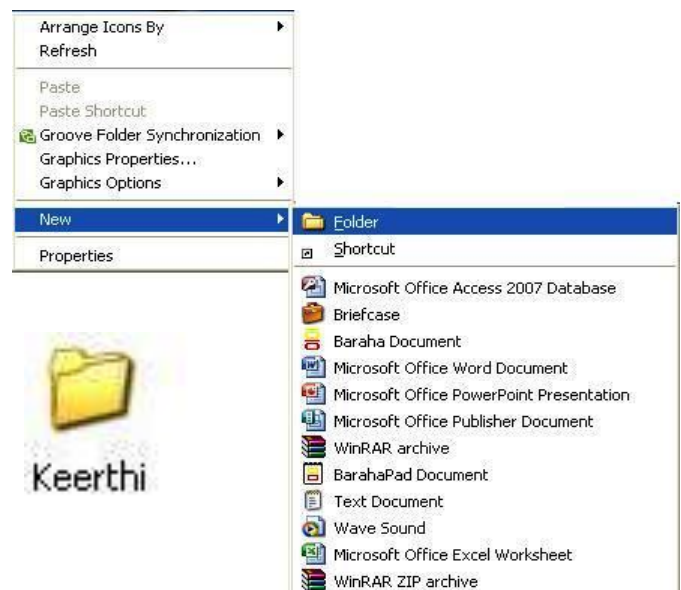 Arrange Icons By
Refresh
Paste
Paste Shortcut
Groove Folder Synchronization
Graphics Properties...
Graphics Options
New
Properties
Folder
Shortcut
Microsoft Office Access 2007 Database
Briefcase
Baraha Document
Microsoft Office Word Document
Microsoft Office PowerPoint Presentation
Microsoft Office Publisher Document
WinRAR archive
BarahaPad Document
Text Document
Wave Sound
Microsoft Office Excel Worksheet
WinRAR ZIP archive
Keerthi